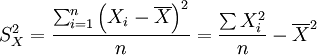 S_X^2 = \frac{\sum_{i=1}^{n} \left( X_i - \overline{X} \right)^2}{n} = \frac{\sum X_i^2}{n} - \overline{X}^2